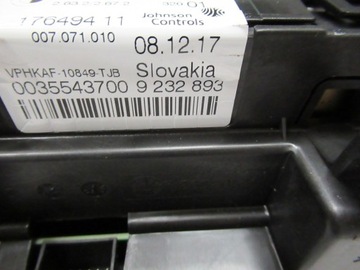 17649411
Johnson
Controls
007.071.010
08.12.17
VPHKAF-10849-TJB
Slovakia
0035543700 9 232 893